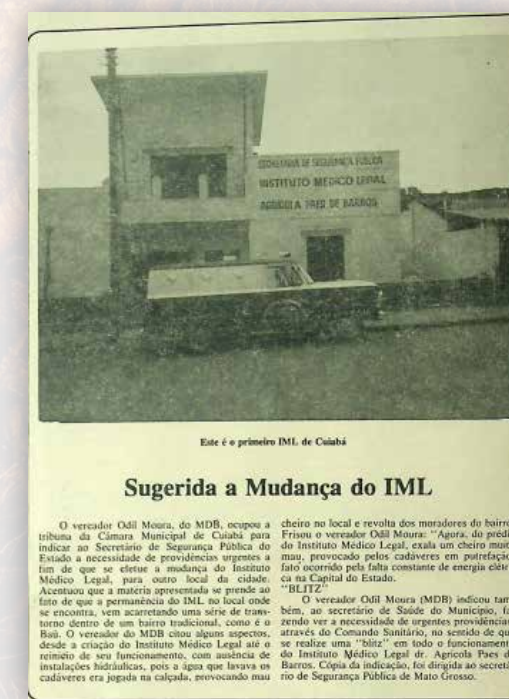 SECRETARIA DE SEGURANÇA PÚBLICA
INSTITUTO MÉDICO LEGAL
AGRÍCOLA PAES DE BARROS
Este é o primeiro IML de Cuiabá
Sugerida a Mudança do IML
O vereador Odil Moura, do MDB, ocupou a
tribuna da Câmara Municipal de Cuiabá para
indicar ao Secretário de Segurança Pública do
Estado a necessidade de providências urgentes a
fim de que se efetue a mudança do Instituto
Médico Legal, para outro local da cidade.
Acentuou que a matéria apresentada se prende ao
fato de que a permanência do IML, no local onde
se encontra, vem acarretando uma série de trans-
torno dentro de um bairro tradicional, como é o
Baú. O vereador do MDB citou alguns aspectos,
desde a criação do Instituto Médico Legal até o
reinício de seu funcionamento, com ausência de
instalações hidráulicas, pois a água que lavava os
cadáveres era jogada na calçada, provocando mau
cheiro no local e revolta dos moradores do bairro.
Frisou o vereador Odil Moura: "Agora, do prédi
do Instituto Médico Legal, exala um cheiro muit
mau, provocado pelos cadáveres em putrefação
fato ocorrido pela falta constante de energia elétr
ca na Capital do Estado.
"BLITZ"
O vereador Odil Moura (MDB) indicou tam
bém, ao secretário de Saúde do Município, fa
zendo ver a necessidade de urgentes providências
através do Comando Sanitário, no sentido de qu
se realize uma "blitz" em todo o funcionament
do Instituto Médico Legal dr. Agrícola Paes d
Barros. Cópia da indicação, foi dirigida ao secretá
rio de Segurança Pública de Mato Grosso.